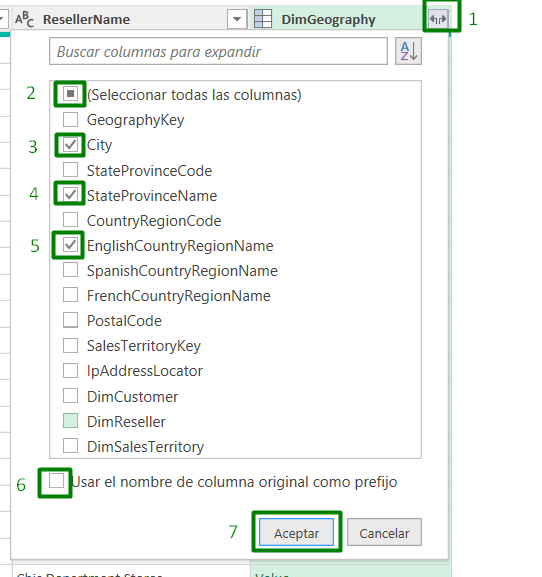 ABC ResellerName DimGeography 1
Buscar columnas para expandir AZ
2 (Seleccionar todas las columnas)
GeographyKey
3 City
StateProvinceCode
4 StateProvinceName
CountryRegionCode
5 EnglishCountryRegionName
SpanishCountryRegionName
FrenchCountryRegionName
PostalCode
SalesTerritoryKey
IpAddressLocator
DimCustomer
DimReseller
DimSalesTerritory
6 Usar el nombre de columna original como prefijo
7 Aceptar Cancelar